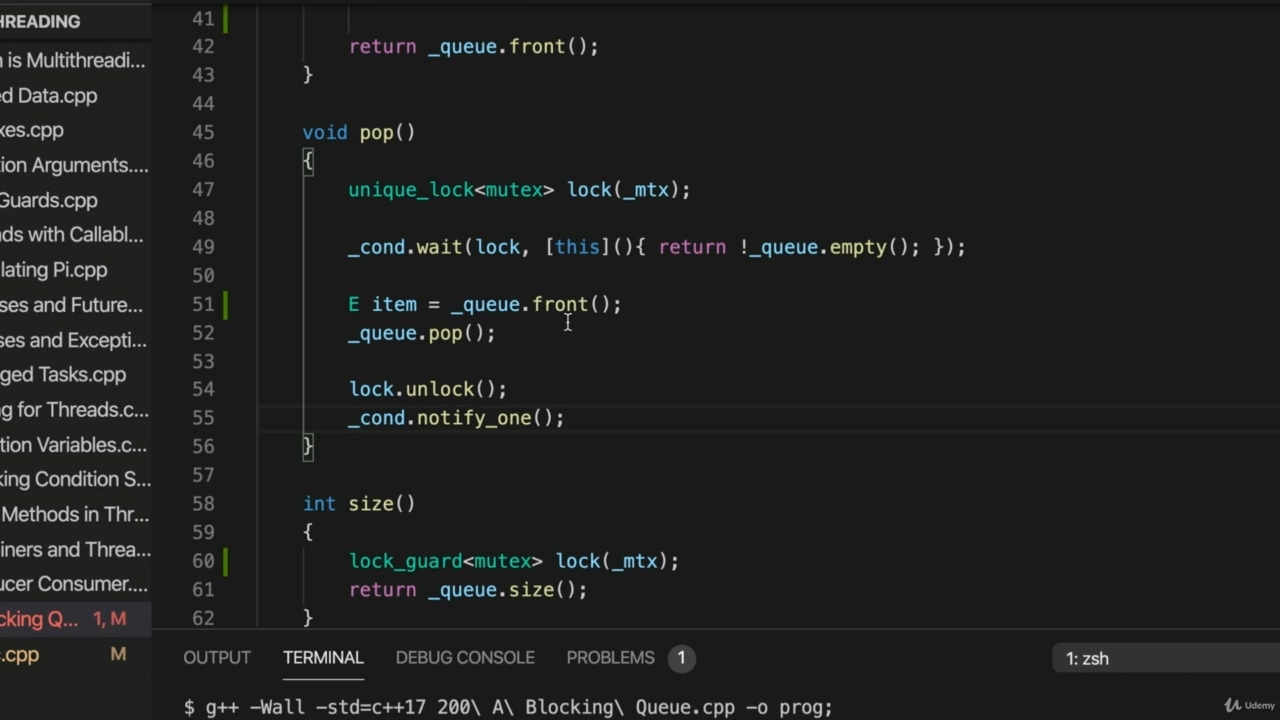 HREADING
n is Multithreadi...
ed Data.cpp
xes.cpp
tion Arguments....
Guards.cpp
ads with Callabl...
lating Pi.cpp
ses and Future...
ses and Excepti...
ged Tasks.cpp
ng for Threads.c...
tion Variables.c...
king Condition S...
Methods in Thr...
iners and Threa...
ucer Consumer....
cking Q... 1, M
.cpp M
41
42 return _queue.front();
43 }
44
45 void pop()
46 {
47 unique_lock<mutex> lock(_mtx);
48
49 _cond.wait(lock, [this](){ return !_queue.empty(); });
50
51 E item = _queue.front();
52 _queue.pop();
53
54 lock.unlock();
55 _cond.notify_one();
56 }
57
58 int size()
59 {
60 lock_guard<mutex> lock(_mtx);
61 return _queue.size();
62 }
OUTPUT TERMINAL DEBUG CONSOLE PROBLEMS 1 1: zsh
$ g++ -Wall -std=c++17 200\ A\ Blocking\ Queue.cpp -o prog;
Udemy